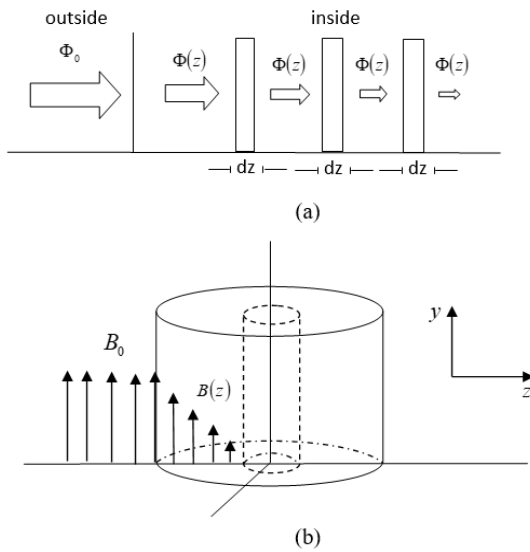 outside inside
Φ₀ Φ(z) Φ(z) Φ(z) Φ(z)
dz dz dz
(a)
B₀ B(z) y
z
(b)